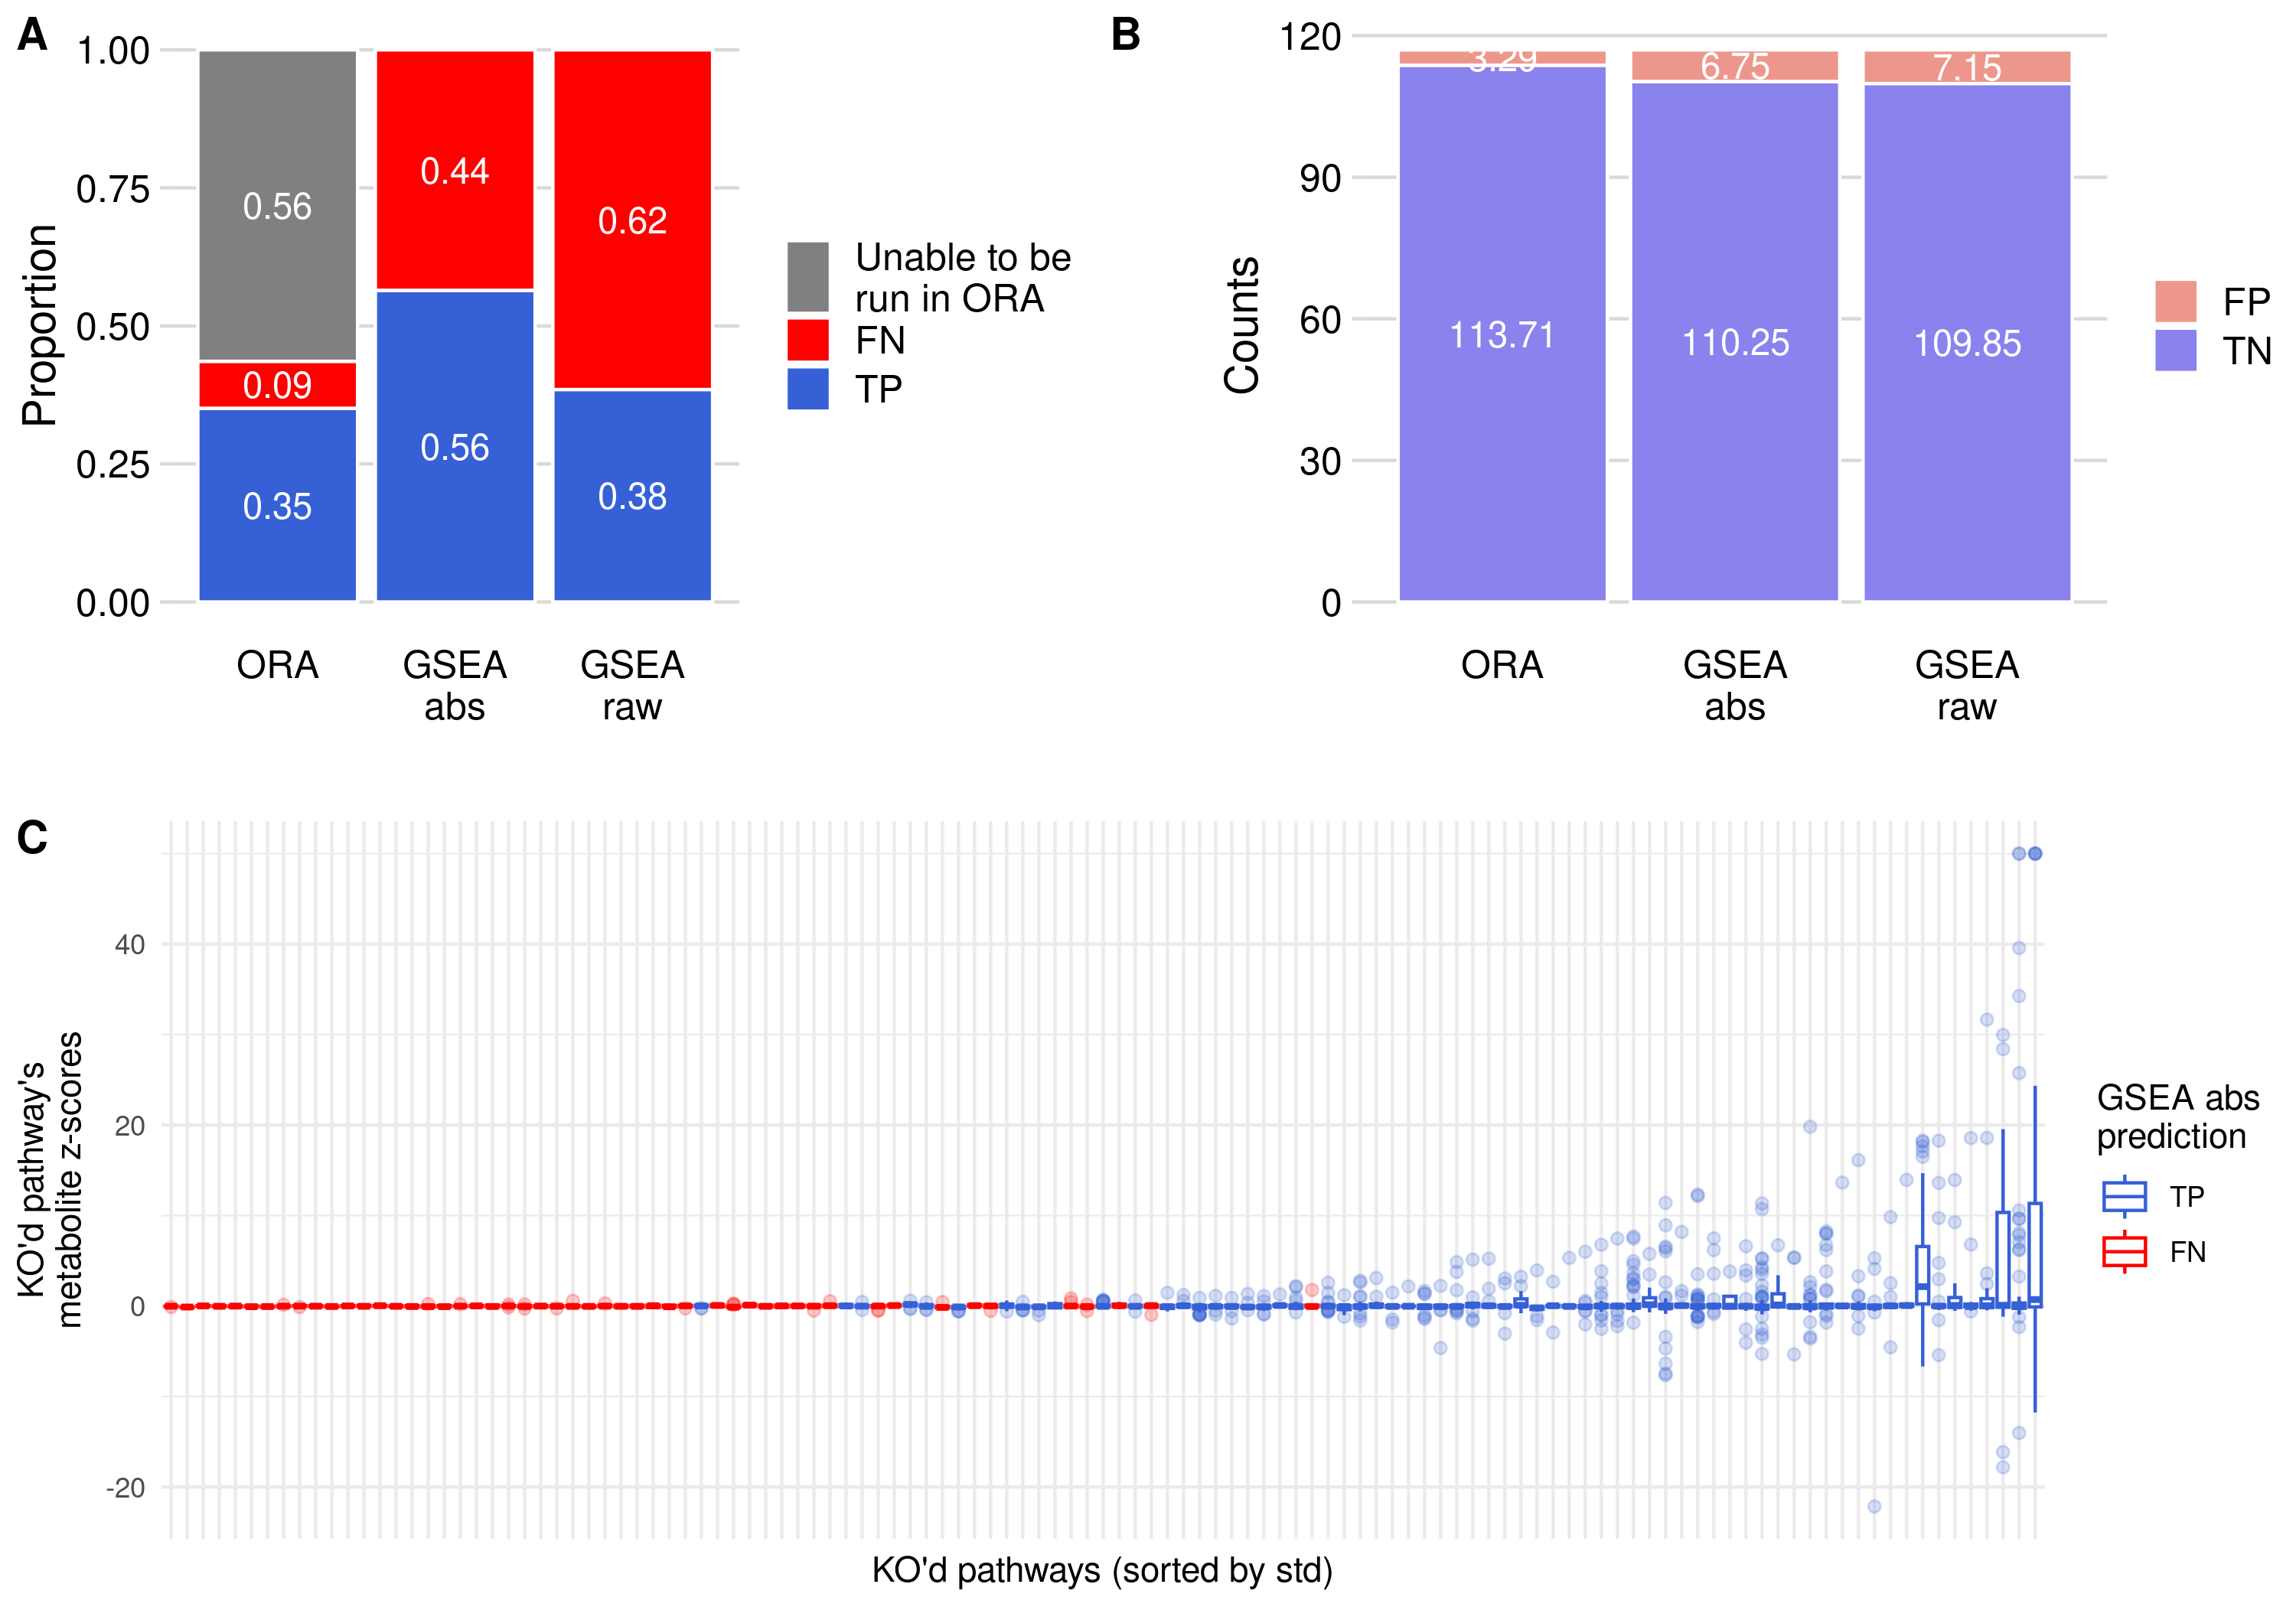 A
1.00
0.75
0.50
0.25
0.00
Proportion
0.56
0.09
0.35
0.44
0.56
0.62
0.38
ORA
GSEA
abs
GSEA
raw
Unable to be
run in ORA
FN
TP
B
120
90
60
30
0
Counts
3.29
113.71
6.75
110.25
7.15
109.85
ORA
GSEA
abs
GSEA
raw
FP
TN
C
40
20
0
-20
KO'd pathway's
metabolite z-scores
KO'd pathways (sorted by std)
GSEA abs
prediction
TP
FN